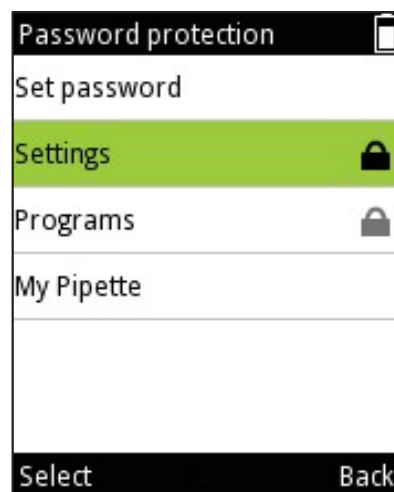 Password protection
Set password
Settings
Programs
My Pipette
Select Back